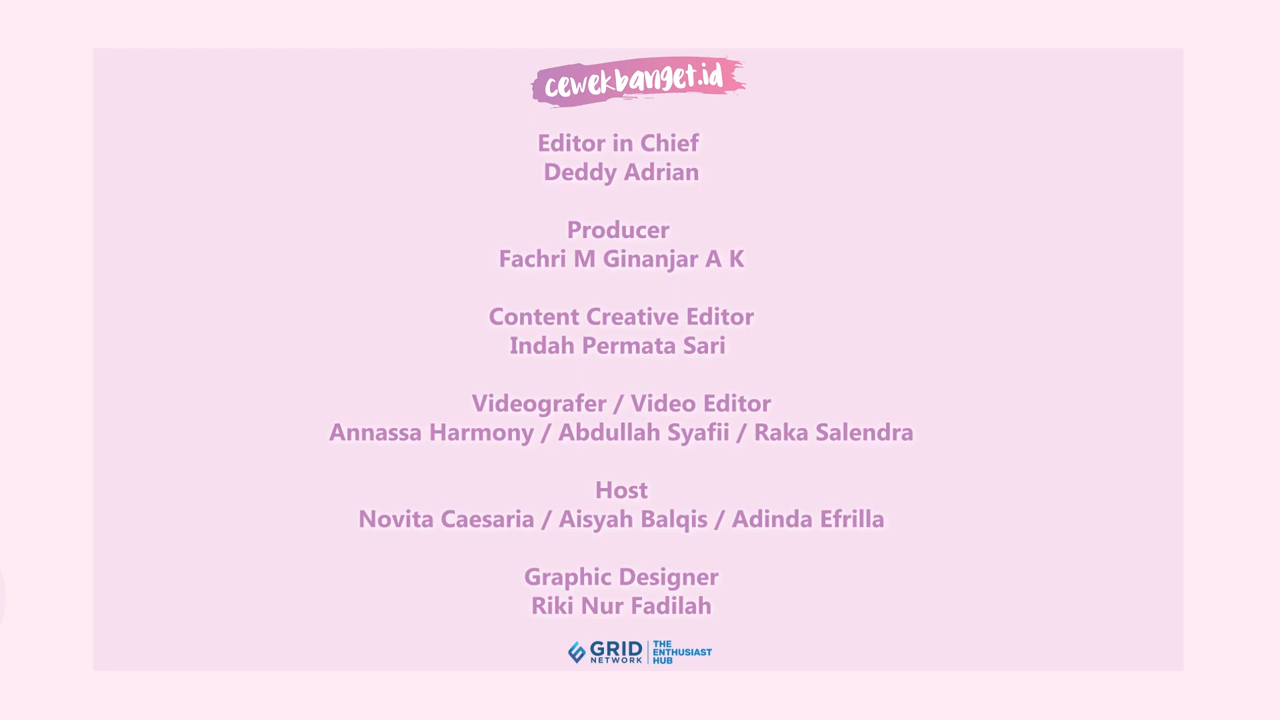 cewekbanget.id
Editor in Chief
Deddy Adrian
Producer
Fachri M Ginanjar A K
Content Creative Editor
Indah Permata Sari
Videografer / Video Editor
Annassa Harmony / Abdullah Syafii / Raka Salendra
Host
Novita Caesaria / Aisyah Balqis / Adinda Efrilla
Graphic Designer
Riki Nur Fadilah
GRID
NETWORK
THE
ENTHUSIAST
HUB